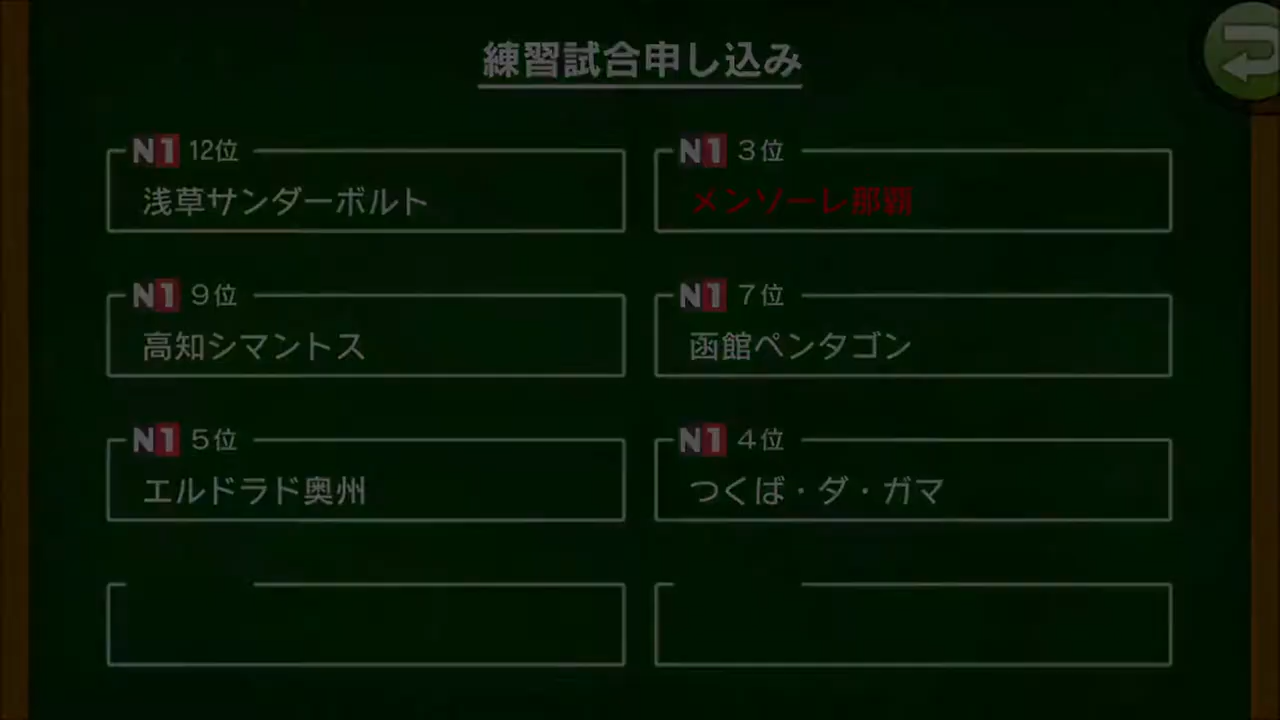 練習試合申し込み
N1 12位
浅草サンダーボルト
N1 3位
メンソーレ那覇
N1 9位
高知シマントス
N1 7位
函館ペンタゴン
N1 5位
エルドラド奥州
N1 4位
つくば・ダ・ガマ